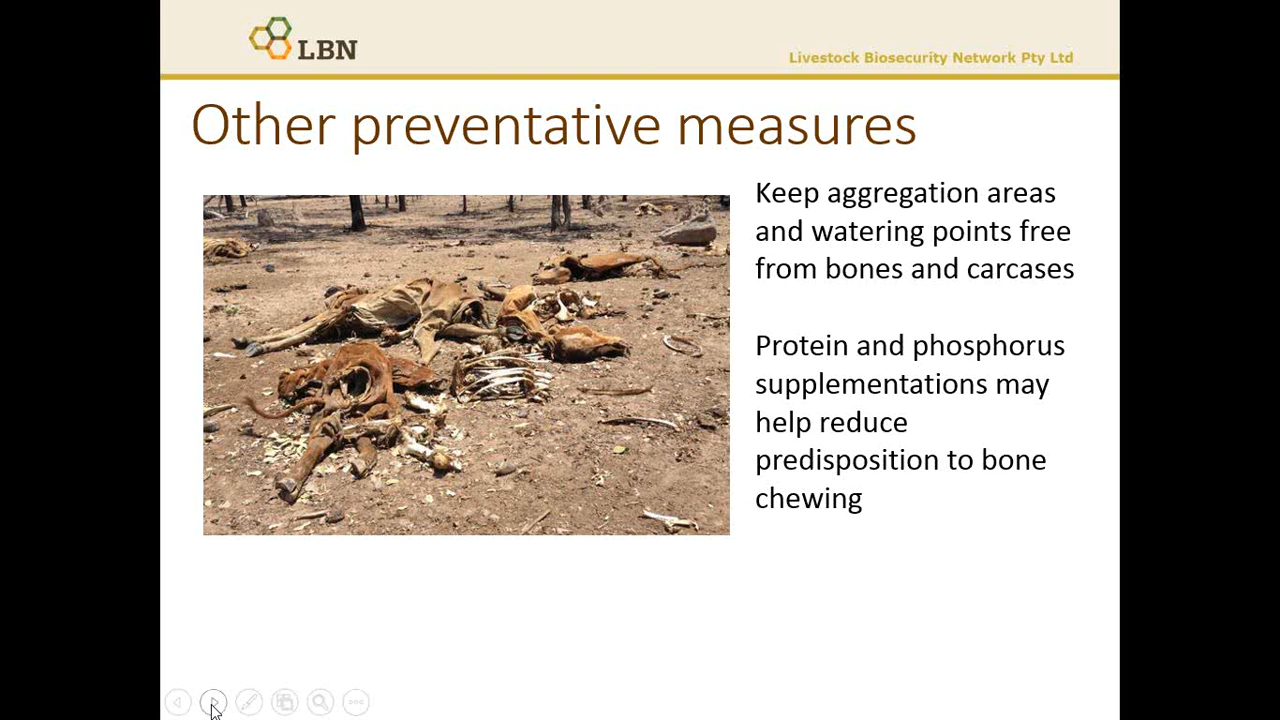 LBN
Livestock Biosecurity Network Pty Ltd
Other preventative measures
Keep aggregation areas
and watering points free
from bones and carcases
Protein and phosphorus
supplementations may
help reduce
predisposition to bone
chewing